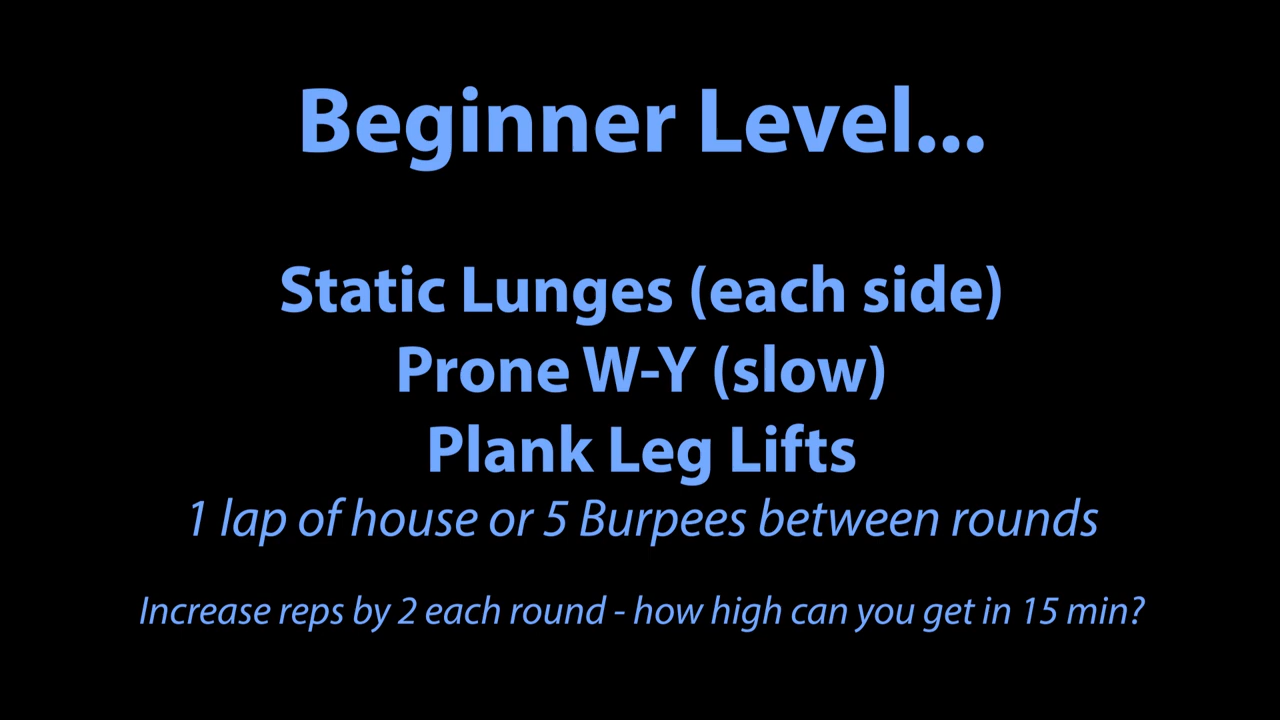 Beginner Level...
Static Lunges (each side)
Prone W-Y (slow)
Plank Leg Lifts
1 lap of house or 5 Burpees between rounds
Increase reps by 2 each round - how high can you get in 15 min?